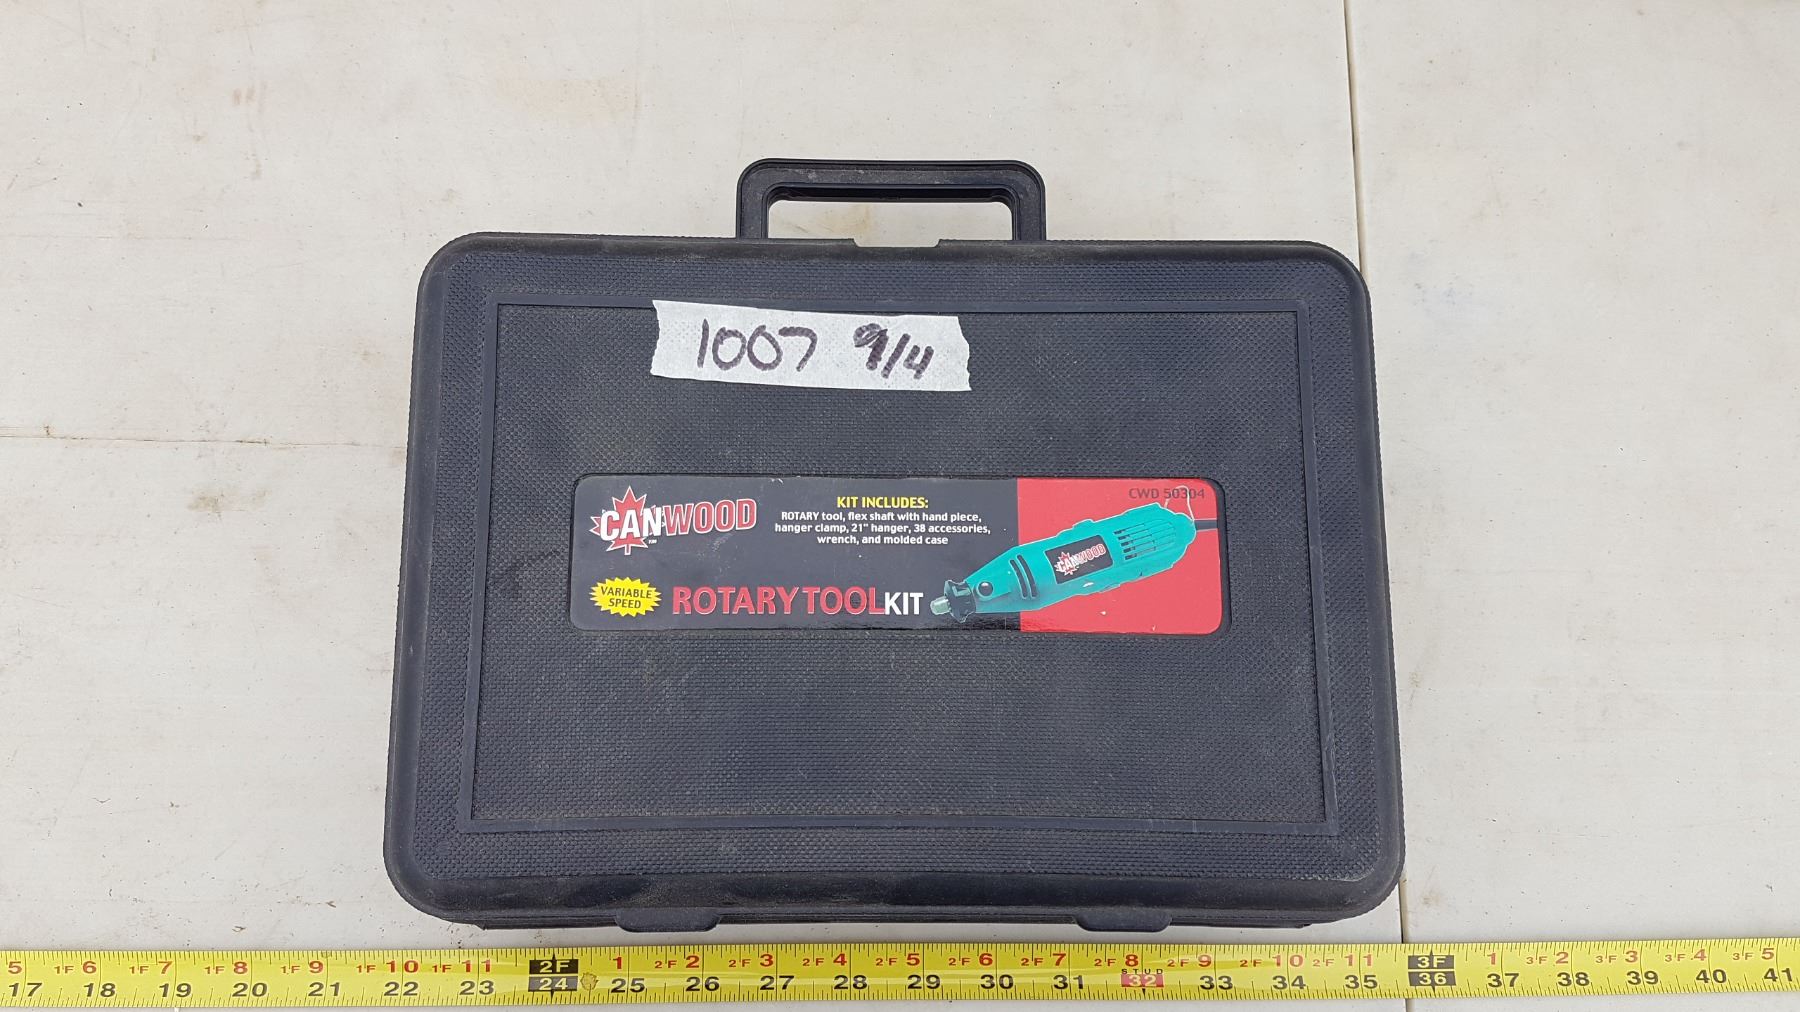 1007 9/4
CANWOOD
KIT INCLUDES:
ROTARY tool, flex shaft with hand piece,
hanger clamp, 21" hanger, 38 accessories,
wrench, and molded case
CWD 50304
CANWOOD
VARIABLE
SPEED
ROTARY TOOL KIT
5 1F 6 1F 7 1F 8 1F 9 1F 10 1F 11 2F 1 2F 2 2F 3 2F 4 2F 5 2F 6 2F 7 2F 8 2F 9 2F 10 2F 11 3F 1 3F 2 3F 3 3F 4 3F 5
STUD
17 18 19 20 21 22 23 24 25 26 27 28 29 30 31 32 33 34 35 36 37 38 39 40 41